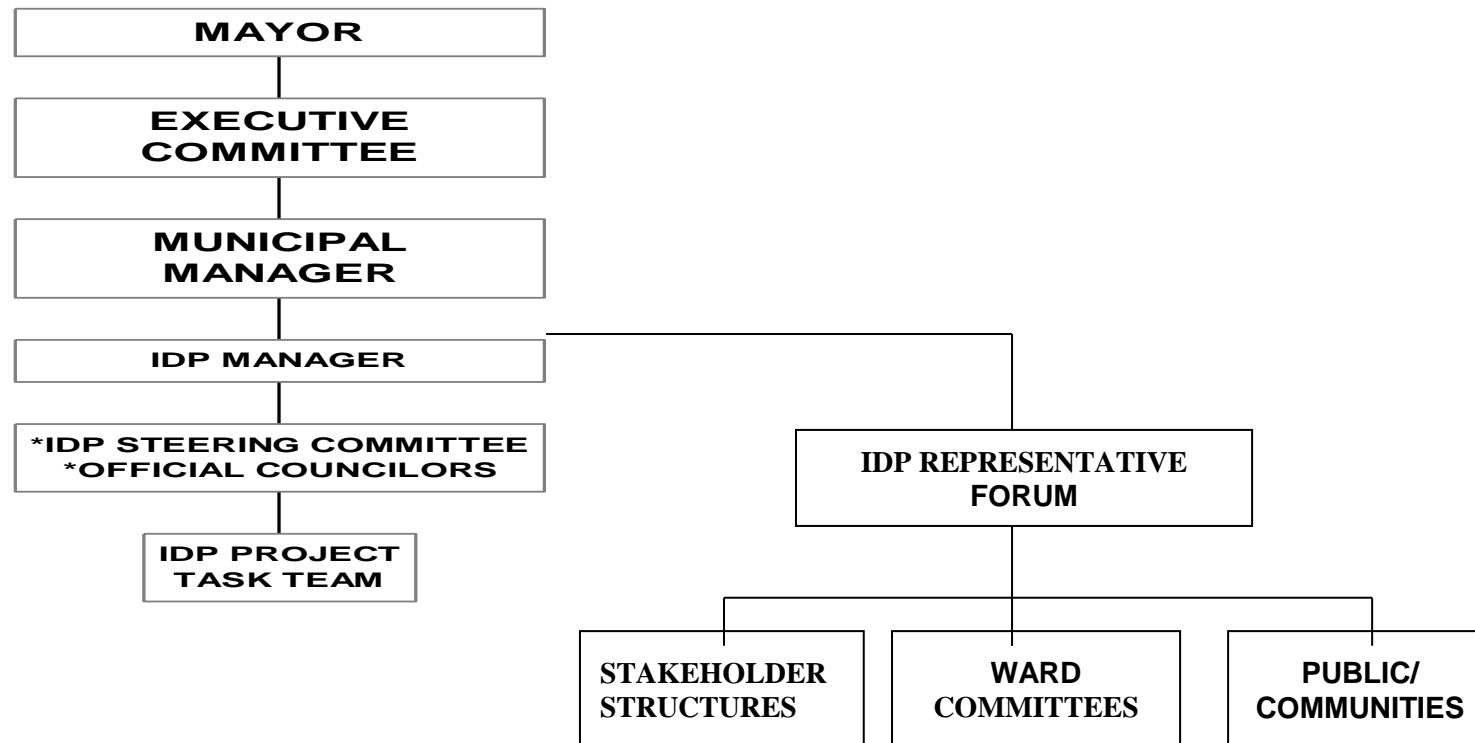 MAYOR
EXECUTIVE
COMMITTEE
MUNICIPAL
MANAGER
IDP MANAGER
*IDP STEERING COMMITTEE
*OFFICIAL COUNCILORS
IDP PROJECT
TASK TEAM
IDP REPRESENTATIVE
FORUM
STAKEHOLDER
STRUCTURES
WARD
COMMITTEES
PUBLIC/
COMMUNITIES